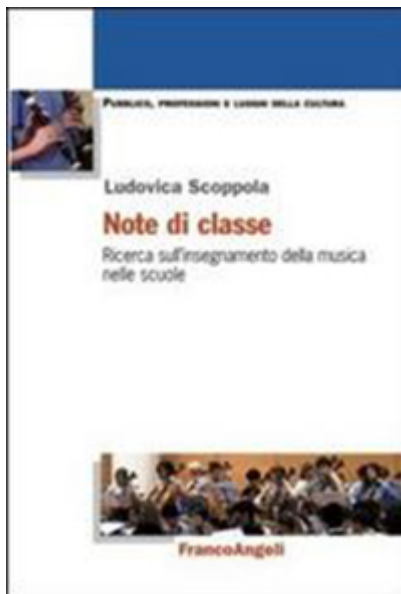 PUBBLICO, PROFESSIONI E LUOGHI DELLA CULTURA
Ludovica Scoppola
Note di classe
Ricerca sull'insegnamento della musica
nelle scuole
FrancoAngeli